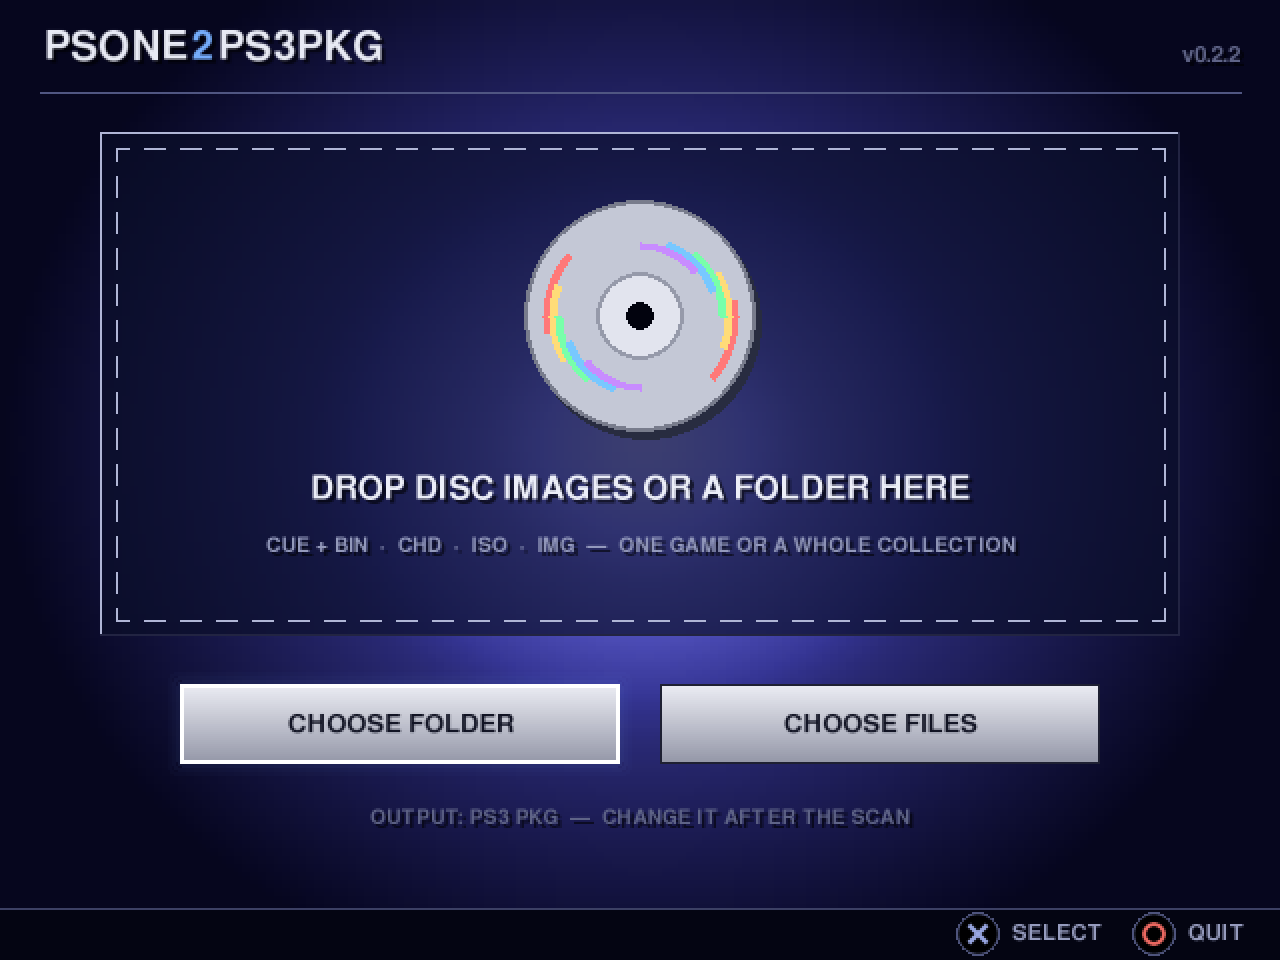 PSONE2PS3PKG
v0.2.2
DROP DISC IMAGES OR A FOLDER HERE
CUE + BIN · CHD · ISO · IMG — ONE GAME OR A WHOLE COLLECTION
CHOOSE FOLDER
CHOOSE FILES
OUTPUT: PS3 PKG — CHANGE IT AFTER THE SCAN
SELECT
QUIT